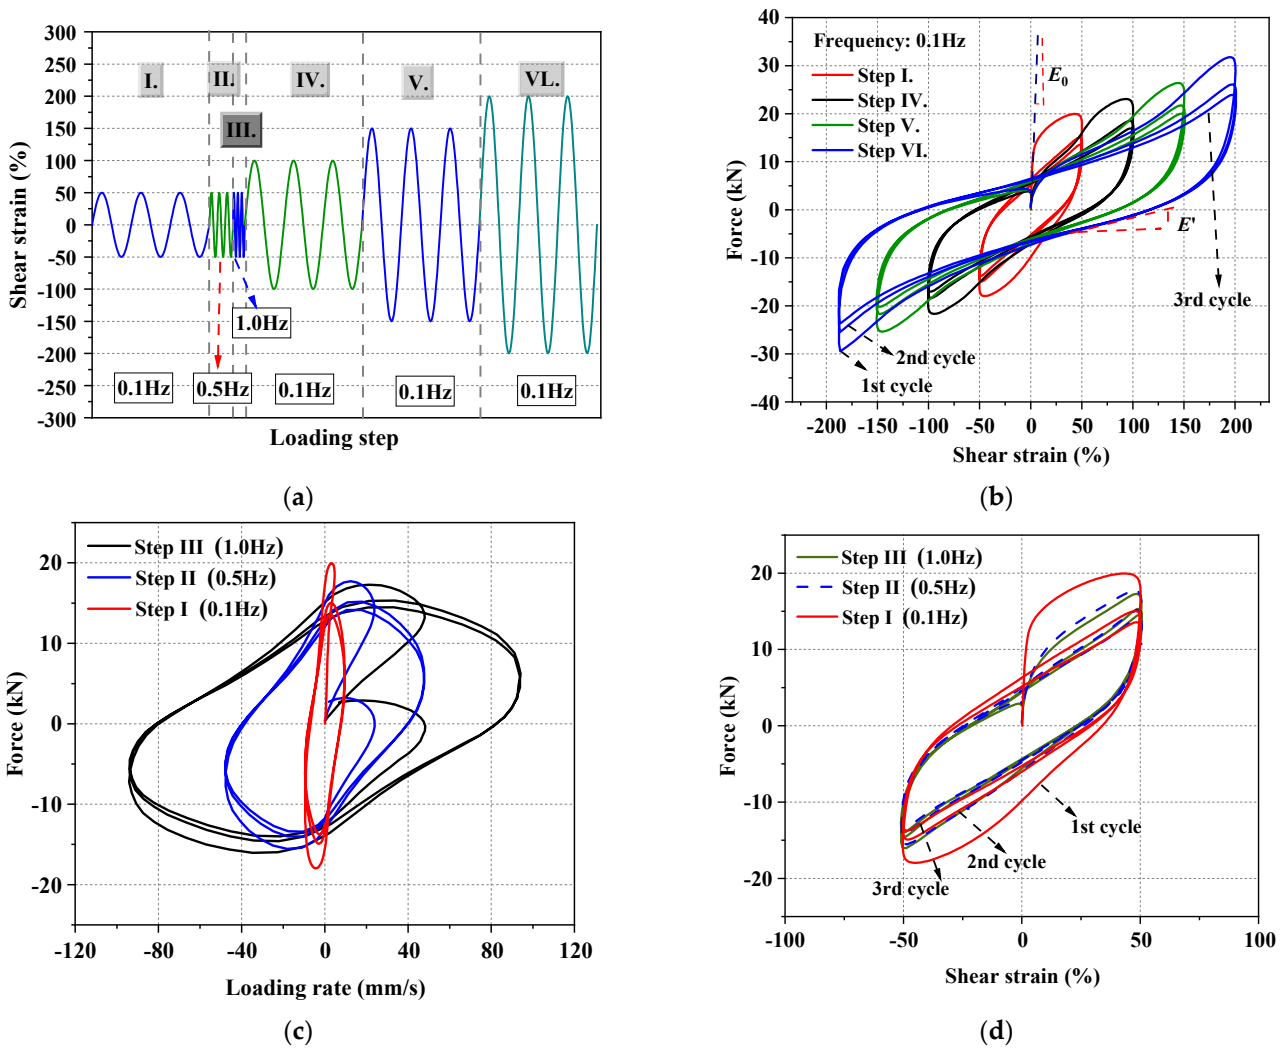 300
250
200
150
100
50
0
-50
-100
-150
-200
-250
-300
Shear strain (%)
I.
II.
III.
IV.
V.
VL.
1.0Hz
0.1Hz
0.5Hz
0.1Hz
0.1Hz
0.1Hz
Loading step
(a)
40
30
20
10
0
-10
-20
-30
-40
Force (kN)
Frequency: 0.1Hz
Step I.
Step IV.
Step V.
Step VI.
E0
E'
3rd cycle
2nd cycle
1st cycle
-200 -150 -100 -50 0 50 100 150 200
Shear strain (%)
(b)
20
10
0
-10
-20
Force (kN)
Step III (1.0Hz)
Step II (0.5Hz)
Step I (0.1Hz)
-120 -80 -40 0 40 80 120
Loading rate (mm/s)
(c)
20
10
0
-10
-20
Force (kN)
Step III (1.0Hz)
Step II (0.5Hz)
Step I (0.1Hz)
1st cycle
2nd cycle
3rd cycle
-100 -50 0 50 100
Shear strain (%)
(d)